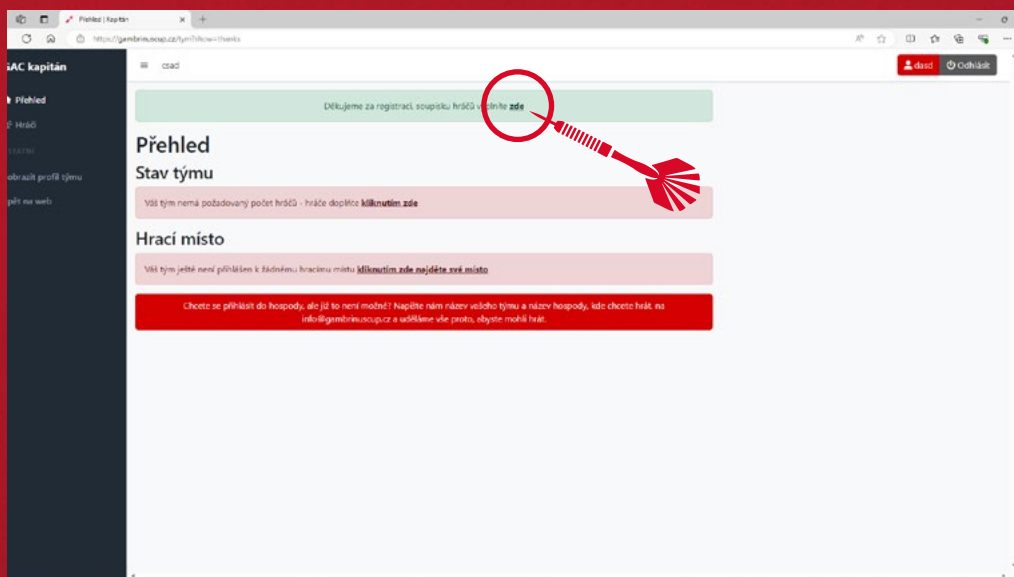 Přehled | Kapitán
https://gambrinuscup.cz/tym?show=thanks
GAC kapitán
csad
dasd
Odhlásit
Přehled
Hráči
obrazit profil týmu
pět na web
Děkujeme za registraci, soupisku hráčů vyplníte zde
Přehled
Stav týmu
Váš tým nemá požadovaný počet hráčů - hráče doplníte kliknutím zde
Hrací místo
Váš tým ještě není přihlášen k žádnému hracímu místu kliknutím zde najděte své místo
Chcete se přihlásit do hospody, ale již to není možné? Napište nám název vašeho týmu a název hospody, kde chcete hrát, na
info@gambrinuscup.cz a uděláme vše proto, abyste mohli hrát.